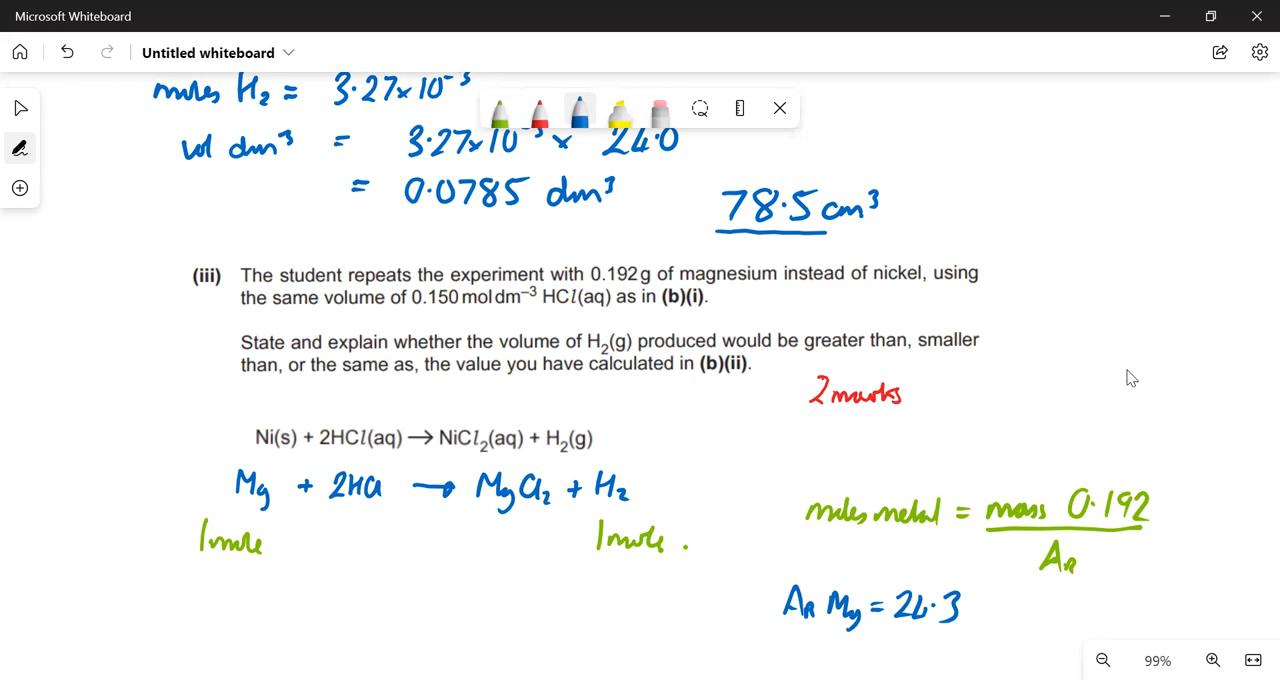 Microsoft Whiteboard
Untitled whiteboard
moles H₂ = 3.27x10⁻³
vol dm³ = 3.27x10⁻³ x 24.0
= 0.0785 dm³
78.5 cm³
(iii) The student repeats the experiment with 0.192 g of magnesium instead of nickel, using
the same volume of 0.150 mol dm⁻³ HCl(aq) as in (b)(i).
State and explain whether the volume of H₂(g) produced would be greater than, smaller
than, or the same as, the value you have calculated in (b)(ii).
2 marks
Ni(s) + 2HCl(aq) → NiCl₂(aq) + H₂(g)
Mg + 2HCl → MgCl₂ + H₂
1 mole 1 mole .
moles metal = mass 0.192
AR
AR Mg = 24.3
99%